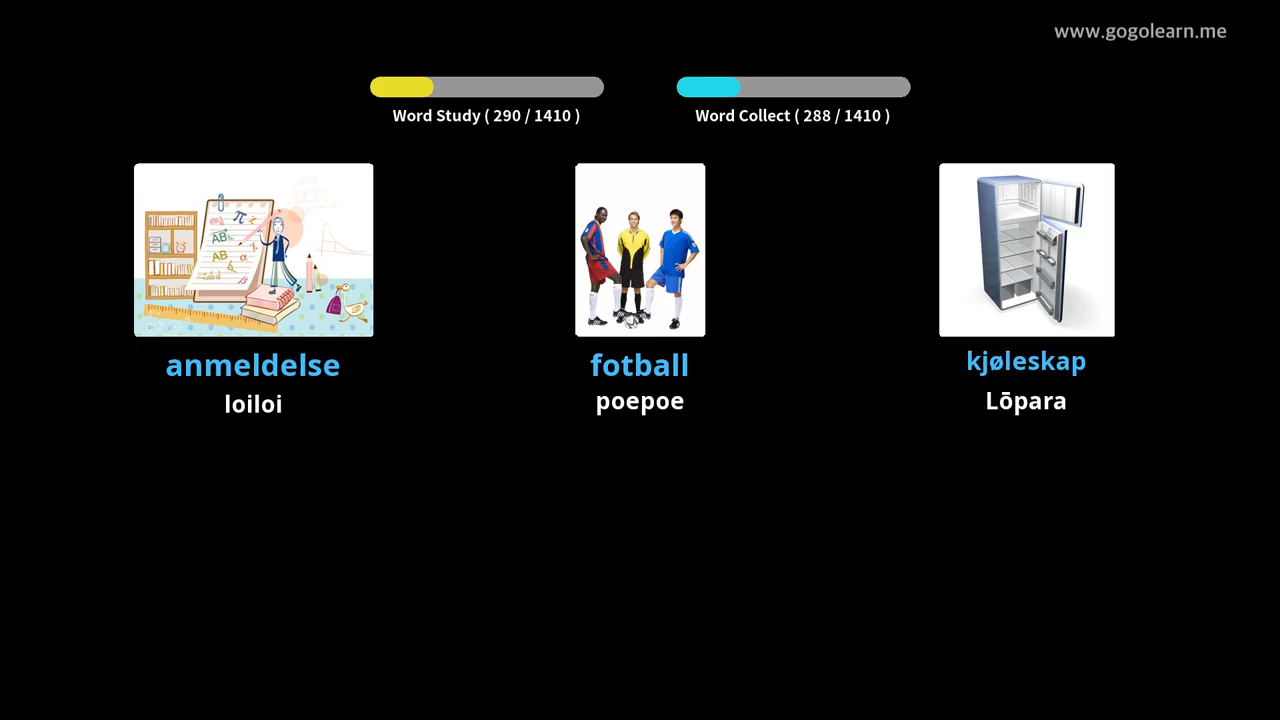 www.gogolearn.me
Word Study ( 290 / 1410 )
Word Collect ( 288 / 1410 )
anmeldelse
loiloi
fotball
poepoe
kjøleskap
Lōpara